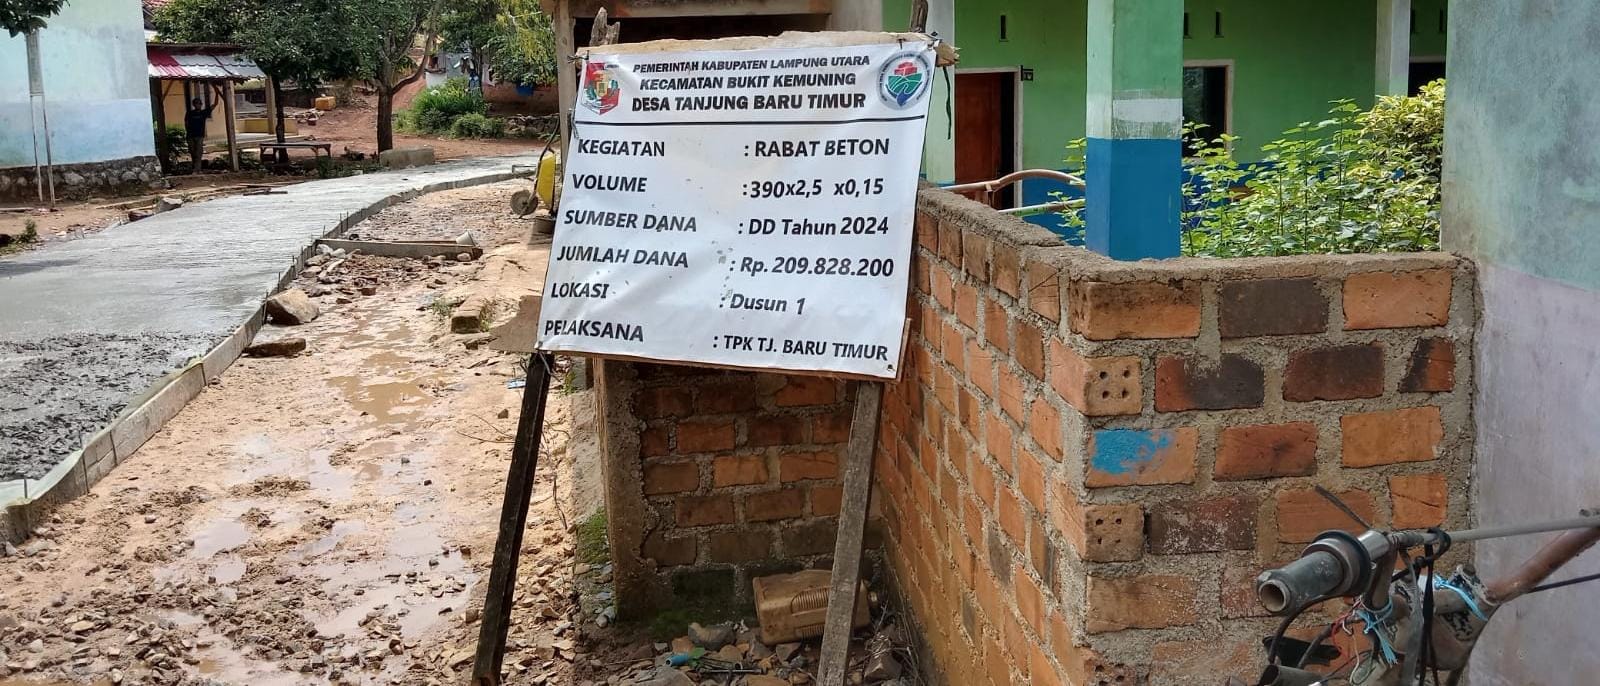 PEMERINTAH KABUPATEN LAMPUNG UTARA
KECAMATAN BUKIT KEMUNING
DESA TANJUNG BARU TIMUR
KEGIATAN : RABAT BETON
VOLUME : 390x2,5 x0,15
SUMBER DANA : DD Tahun 2024
JUMLAH DANA : Rp. 209.828.200
LOKASI : Dusun 1
PELAKSANA : TPK TJ. BARU TIMUR